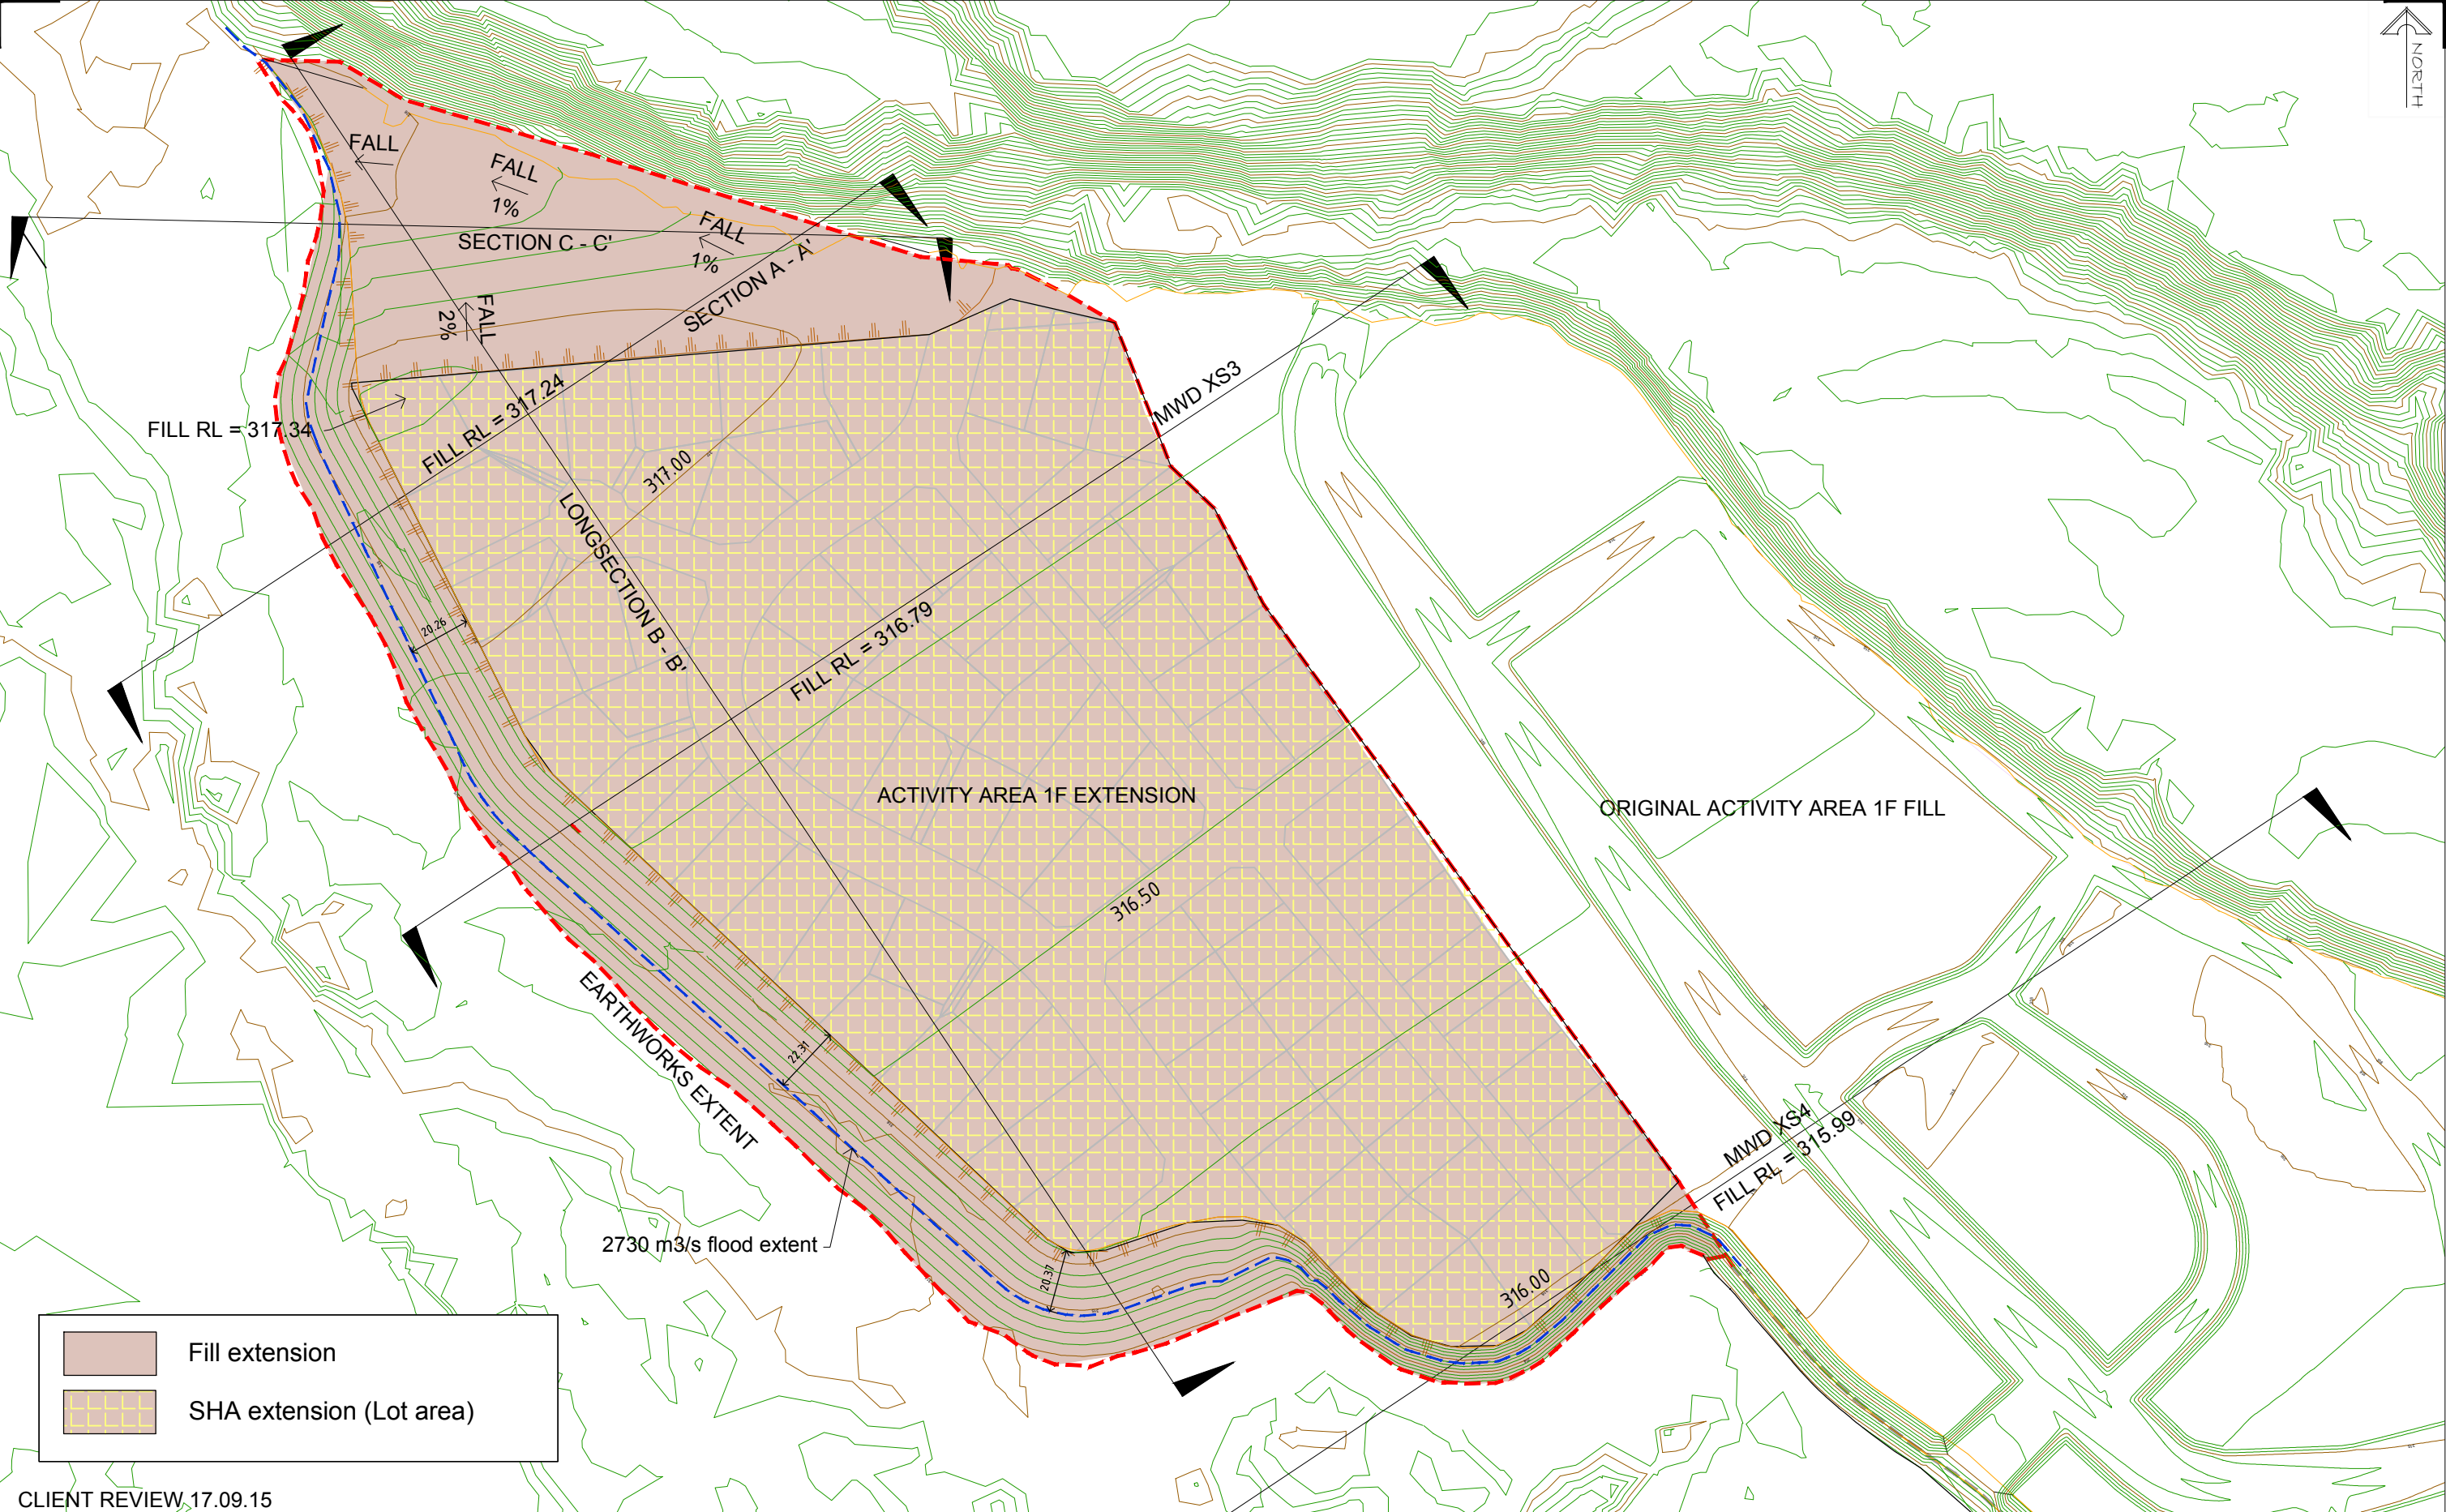 NORTH
FALL
FALL
1%
FALL
1%
SECTION C - C'
SECTION A - A'
FALL
2%
MWD XS3
FILL RL = 317.24
FILL RL = 317.34
317.00
LONGSECTION B - B'
20.26
FILL RL = 316.79
ACTIVITY AREA 1F EXTENSION
ORIGINAL ACTIVITY AREA 1F FILL
316.50
EARTHWORKS EXTENT
22.31
MWD XS4
FILL RL = 315.99
2730 m3/s flood extent
20.37
316.00
Fill extension
SHA extension (Lot area)
CLIENT REVIEW 17.09.15